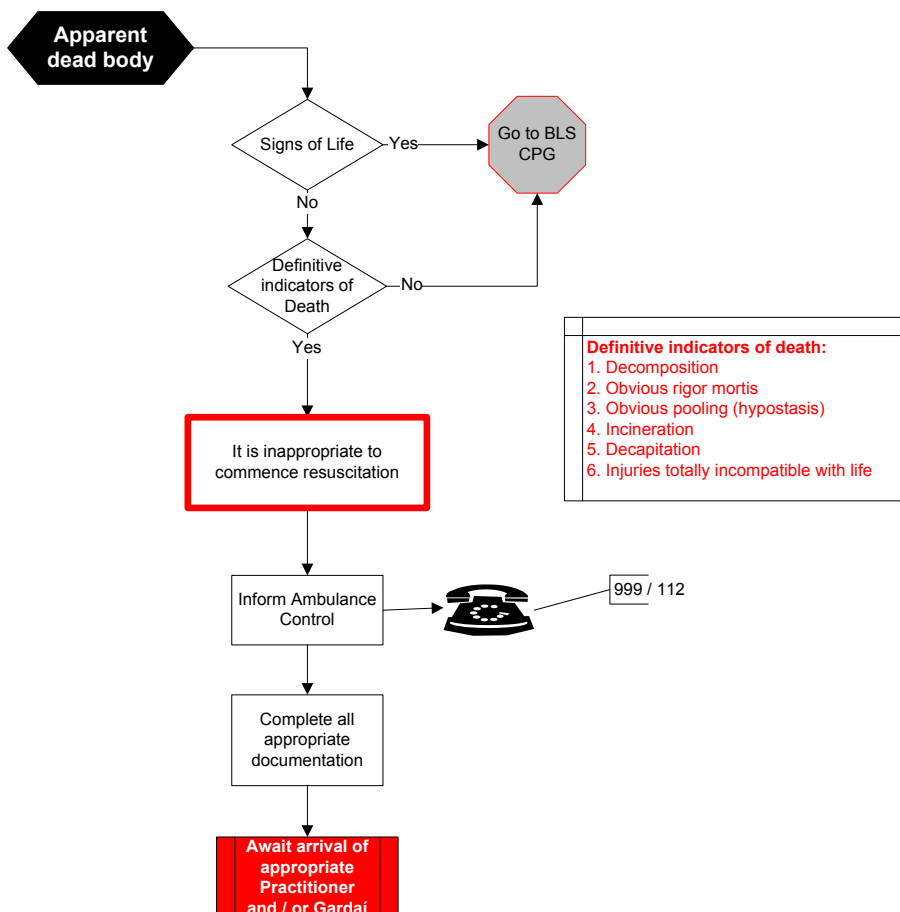 Apparent
dead body
Signs of Life
Yes
Go to BLS
CPG
No
Definitive
indicators of
Death
No
Yes
Definitive indicators of death:
1. Decomposition
2. Obvious rigor mortis
3. Obvious pooling (hypostasis)
4. Incineration
5. Decapitation
6. Injuries totally incompatible with life
It is inappropriate to
commence resuscitation
Inform Ambulance
Control
999 / 112
Complete all
appropriate
documentation
Await arrival of
appropriate
Practitioner
and / or Gardaí